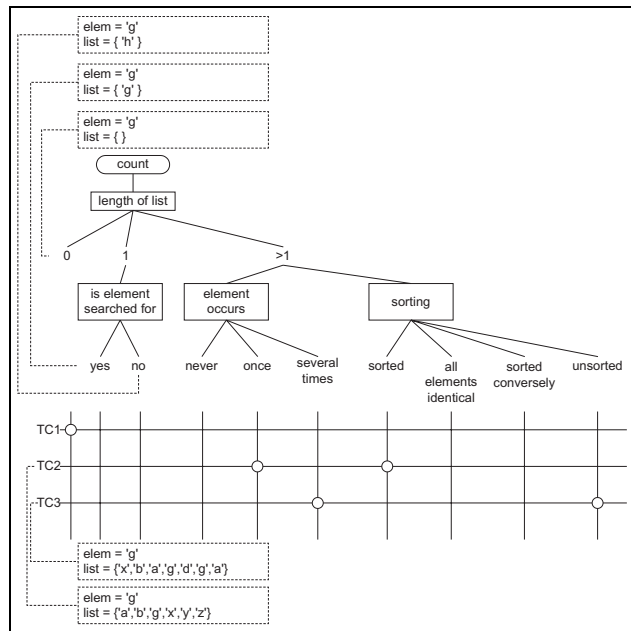 elem = 'g'
list = { 'h' }
elem = 'g'
list = { 'g' }
elem = 'g'
list = { }
count
length of list
0 1 >1
is element
searched for
element
occurs
sorting
yes no never once several
times
sorted all
elements
identical
sorted
conversely
unsorted
TC1
TC2
TC3
elem = 'g'
list = {'x','b','a','g','d','g','a'}
elem = 'g'
list = {'a','b','g','x','y','z'}